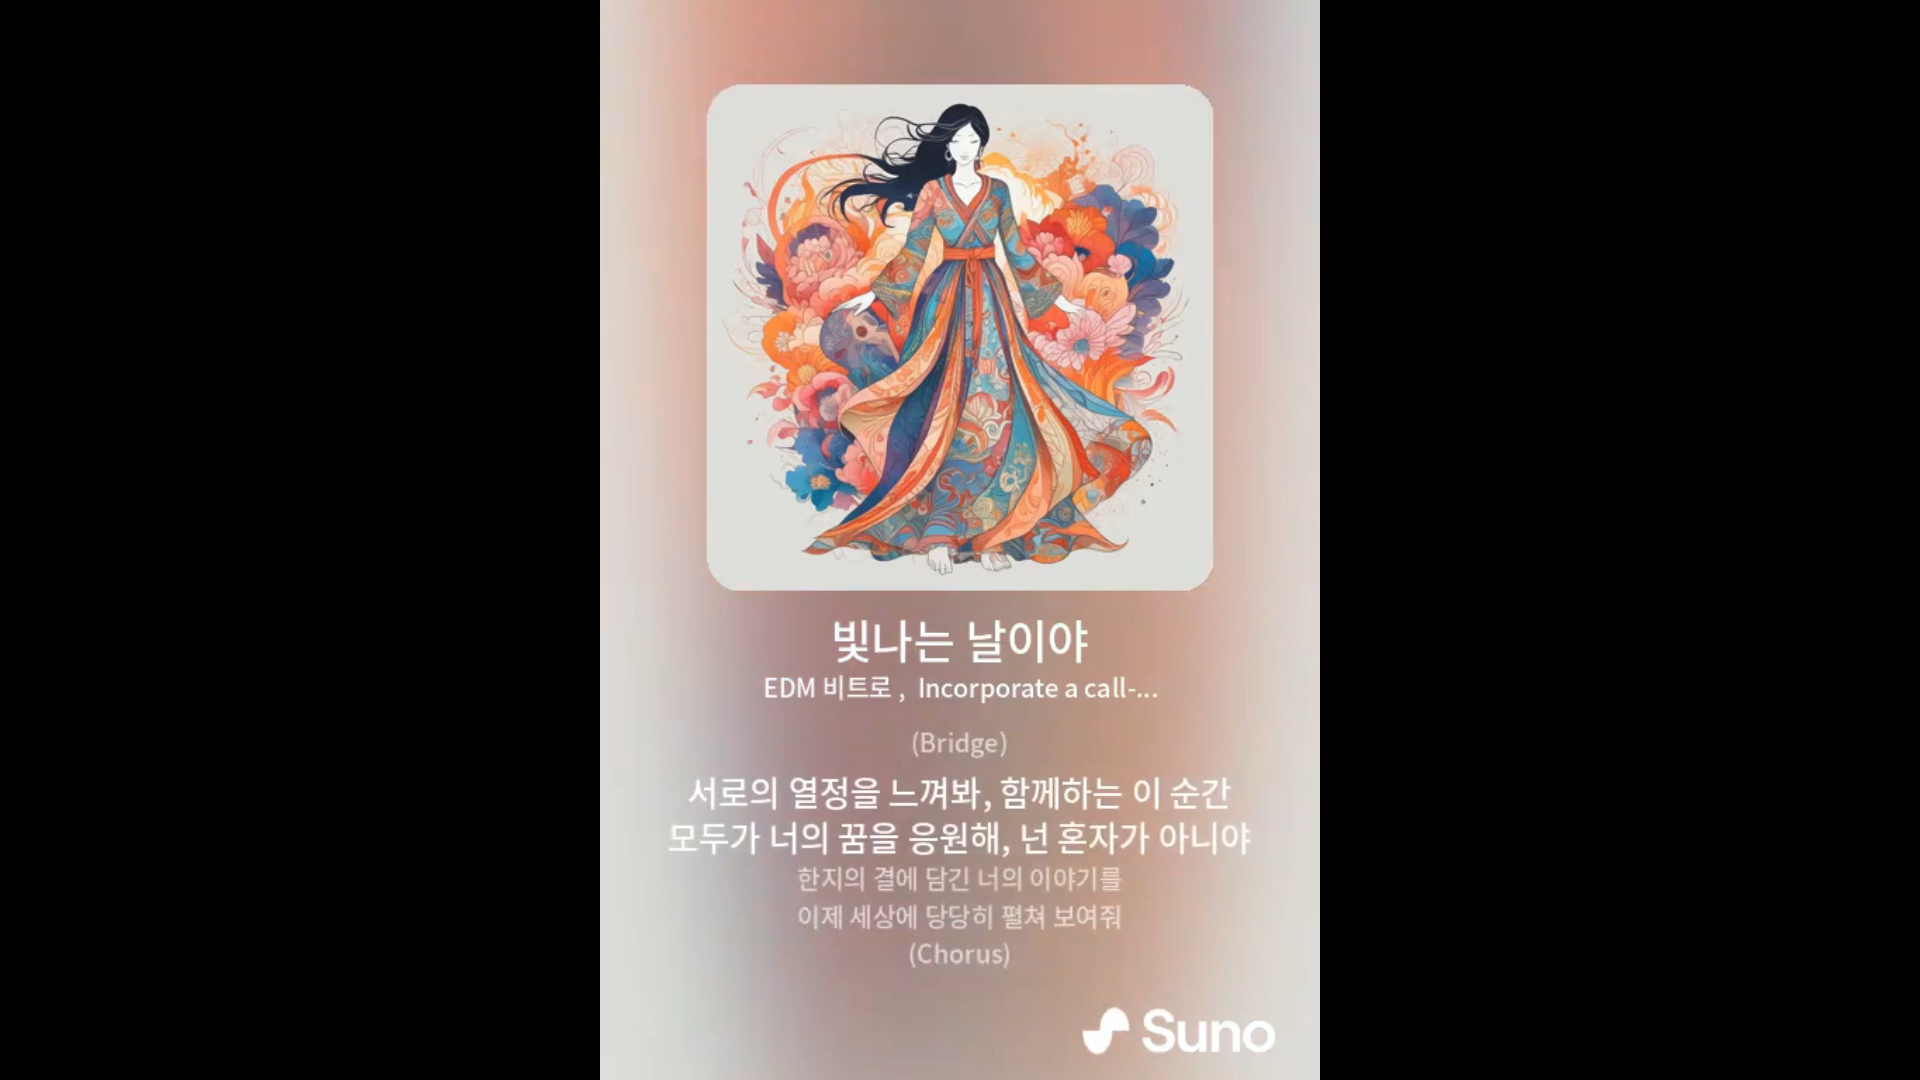 빛나는 날이야
EDM 비트로 ,  Incorporate a call-...
(Bridge)
서로의 열정을 느껴봐, 함께하는 이 순간
모두가 너의 꿈을 응원해, 넌 혼자가 아니야
한지의 결에 담긴 너의 이야기를
이제 세상에 당당히 펼쳐 보여줘
(Chorus)
Suno